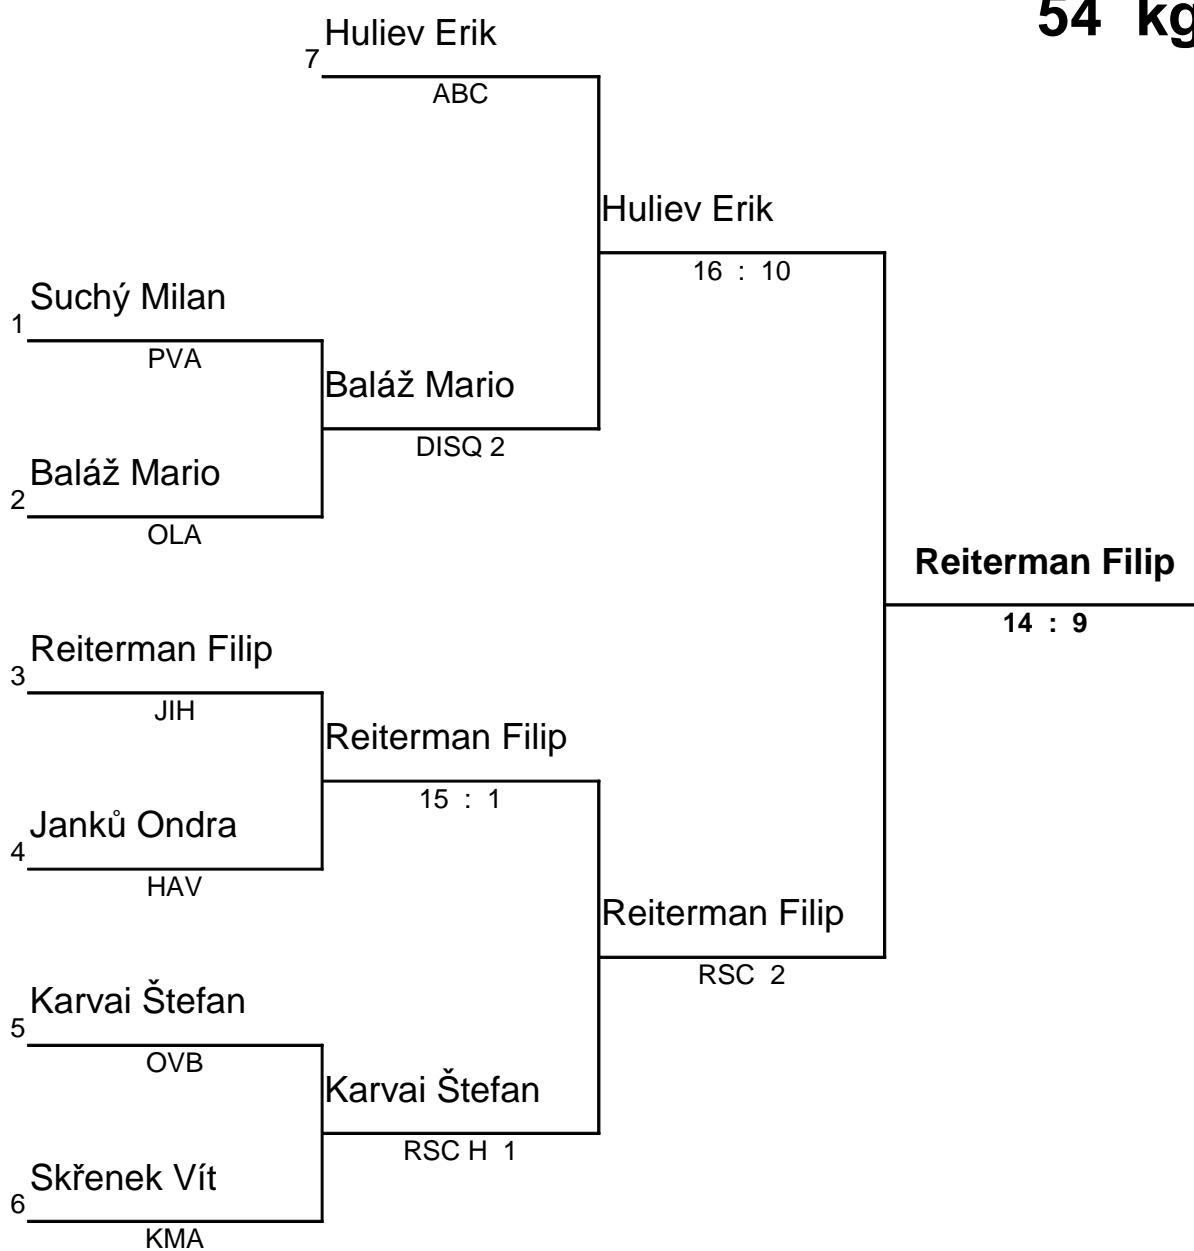 54 kg
Huliev Erik
7
ABC
Huliev Erik
16 : 10
Suchý Milan
1
PVA
Baláž Mario
DISQ 2
Baláž Mario
2
OLA
Reiterman Filip
14 : 9
Reiterman Filip
3
JIH
Reiterman Filip
15 : 1
Janků Ondra
4
HAV
Reiterman Filip
RSC 2
Karvai Štefan
5
OVB
Karvai Štefan
RSC H 1
Skřenek Vít
6
KMA